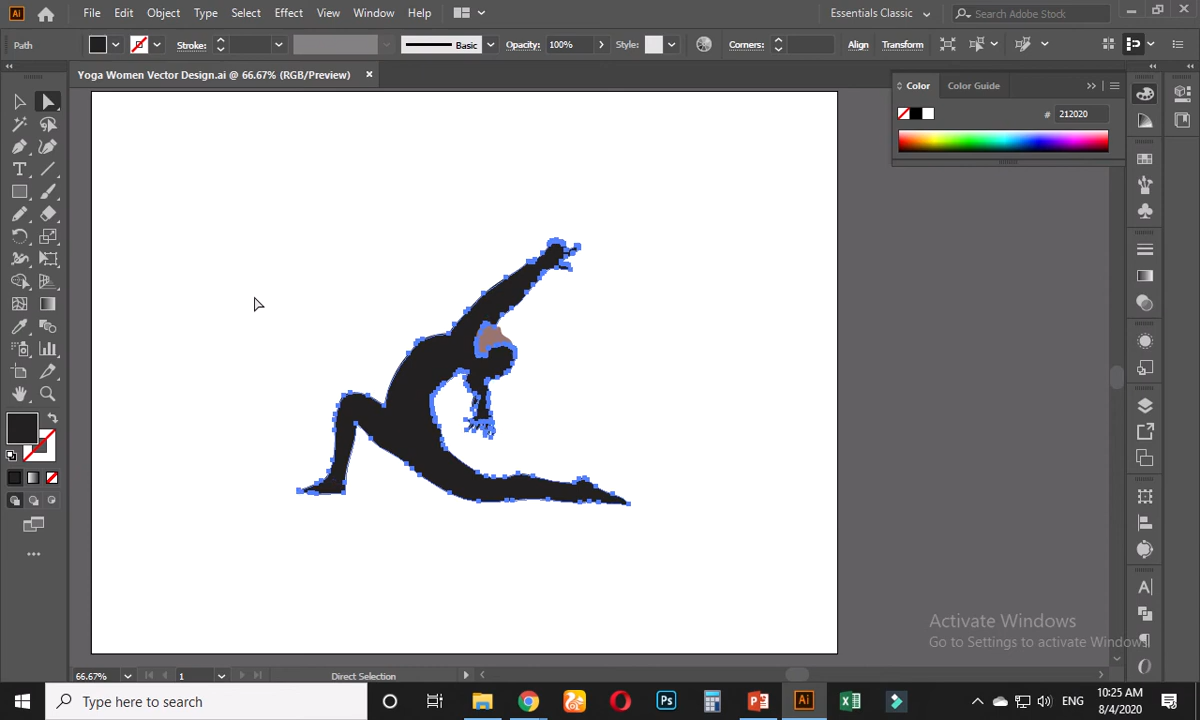 Ai File Edit Object Type Select Effect View Window Help Essentials Classic Search Adobe Stock
Path Stroke: Basic Opacity: 100% Style: Corners: Align Transform
Yoga Women Vector Design.ai @ 66.67% (RGB/Preview)
Color Color Guide
# 212020
T
A
Activate Windows
Go to Settings to activate Windows.
66.67% 1 Direct Selection
Type here to search Ps Ai ENG 10:25 AM
8/4/2020